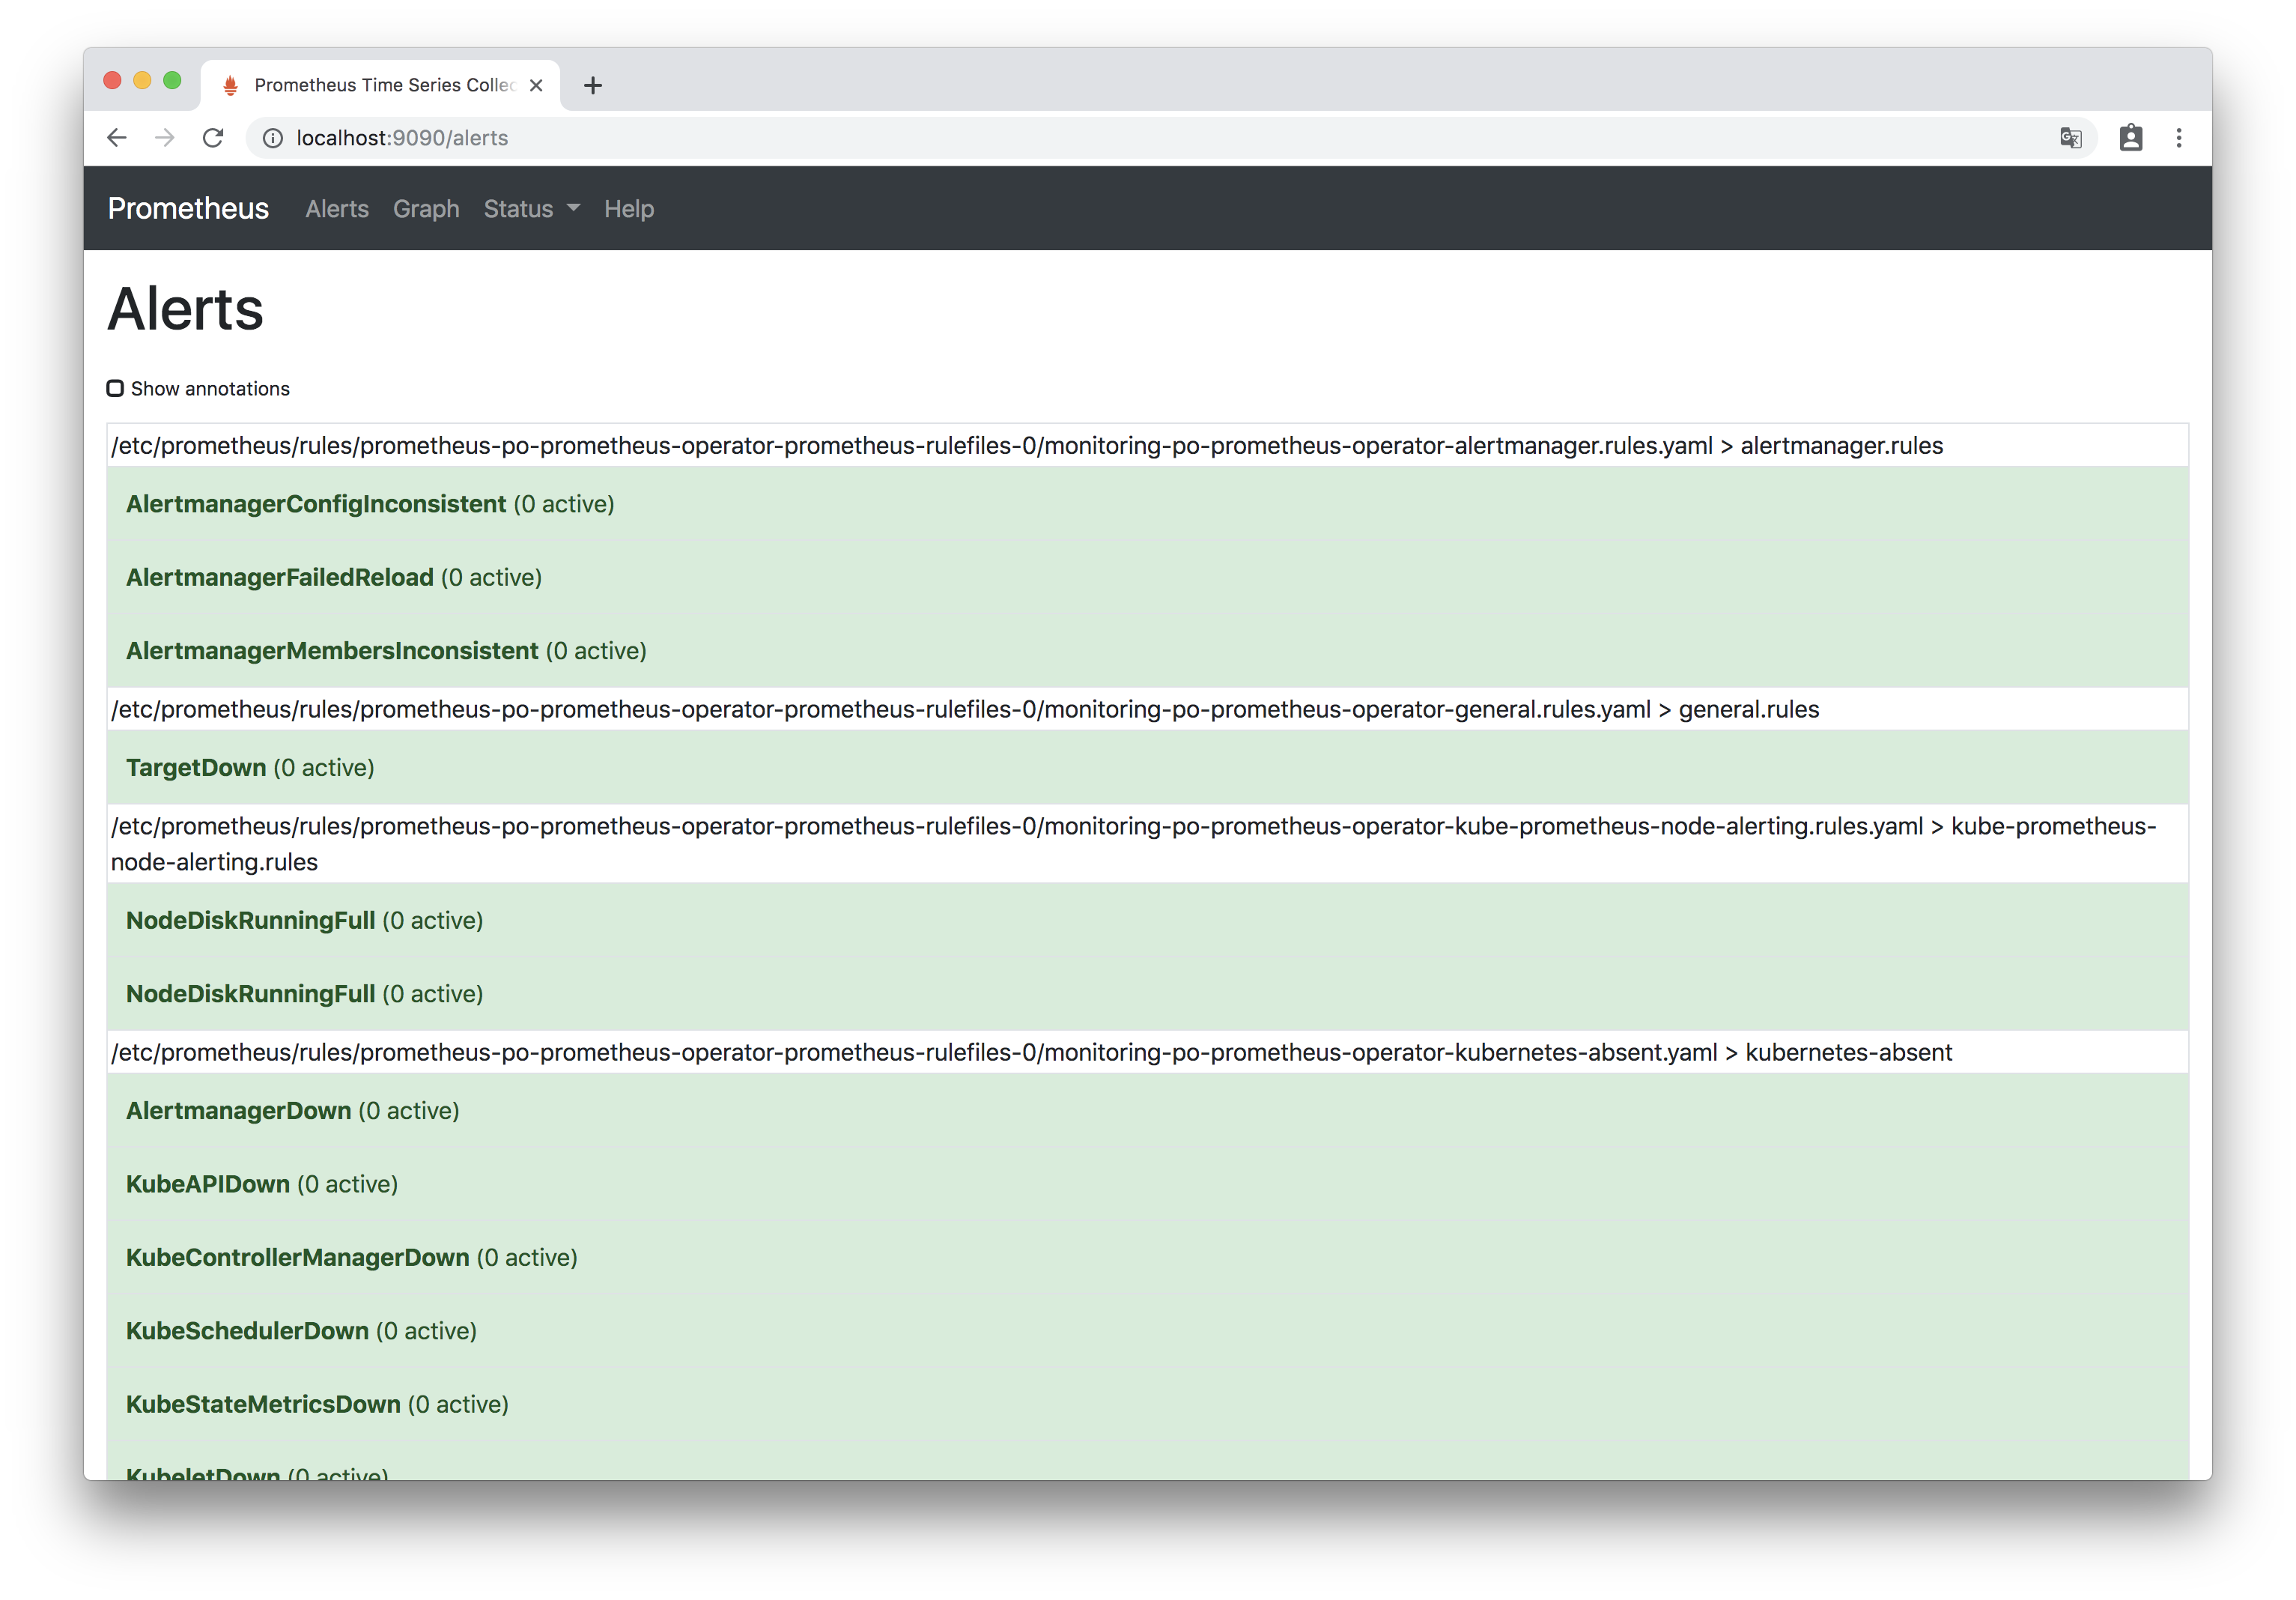 Prometheus Time Series Collec
localhost:9090/alerts
Prometheus Alerts Graph Status Help
Alerts
Show annotations
/etc/prometheus/rules/prometheus-po-prometheus-operator-prometheus-rulefiles-0/monitoring-po-prometheus-operator-alertmanager.rules.yaml > alertmanager.rules
AlertmanagerConfigInconsistent (0 active)
AlertmanagerFailedReload (0 active)
AlertmanagerMembersInconsistent (0 active)
/etc/prometheus/rules/prometheus-po-prometheus-operator-prometheus-rulefiles-0/monitoring-po-prometheus-operator-general.rules.yaml > general.rules
TargetDown (0 active)
/etc/prometheus/rules/prometheus-po-prometheus-operator-prometheus-rulefiles-0/monitoring-po-prometheus-operator-kube-prometheus-node-alerting.rules.yaml > kube-prometheus-
node-alerting.rules
NodeDiskRunningFull (0 active)
NodeDiskRunningFull (0 active)
/etc/prometheus/rules/prometheus-po-prometheus-operator-prometheus-rulefiles-0/monitoring-po-prometheus-operator-kubernetes-absent.yaml > kubernetes-absent
AlertmanagerDown (0 active)
KubeAPIDown (0 active)
KubeControllerManagerDown (0 active)
KubeSchedulerDown (0 active)
KubeStateMetricsDown (0 active)
KubeletDown (0 active)